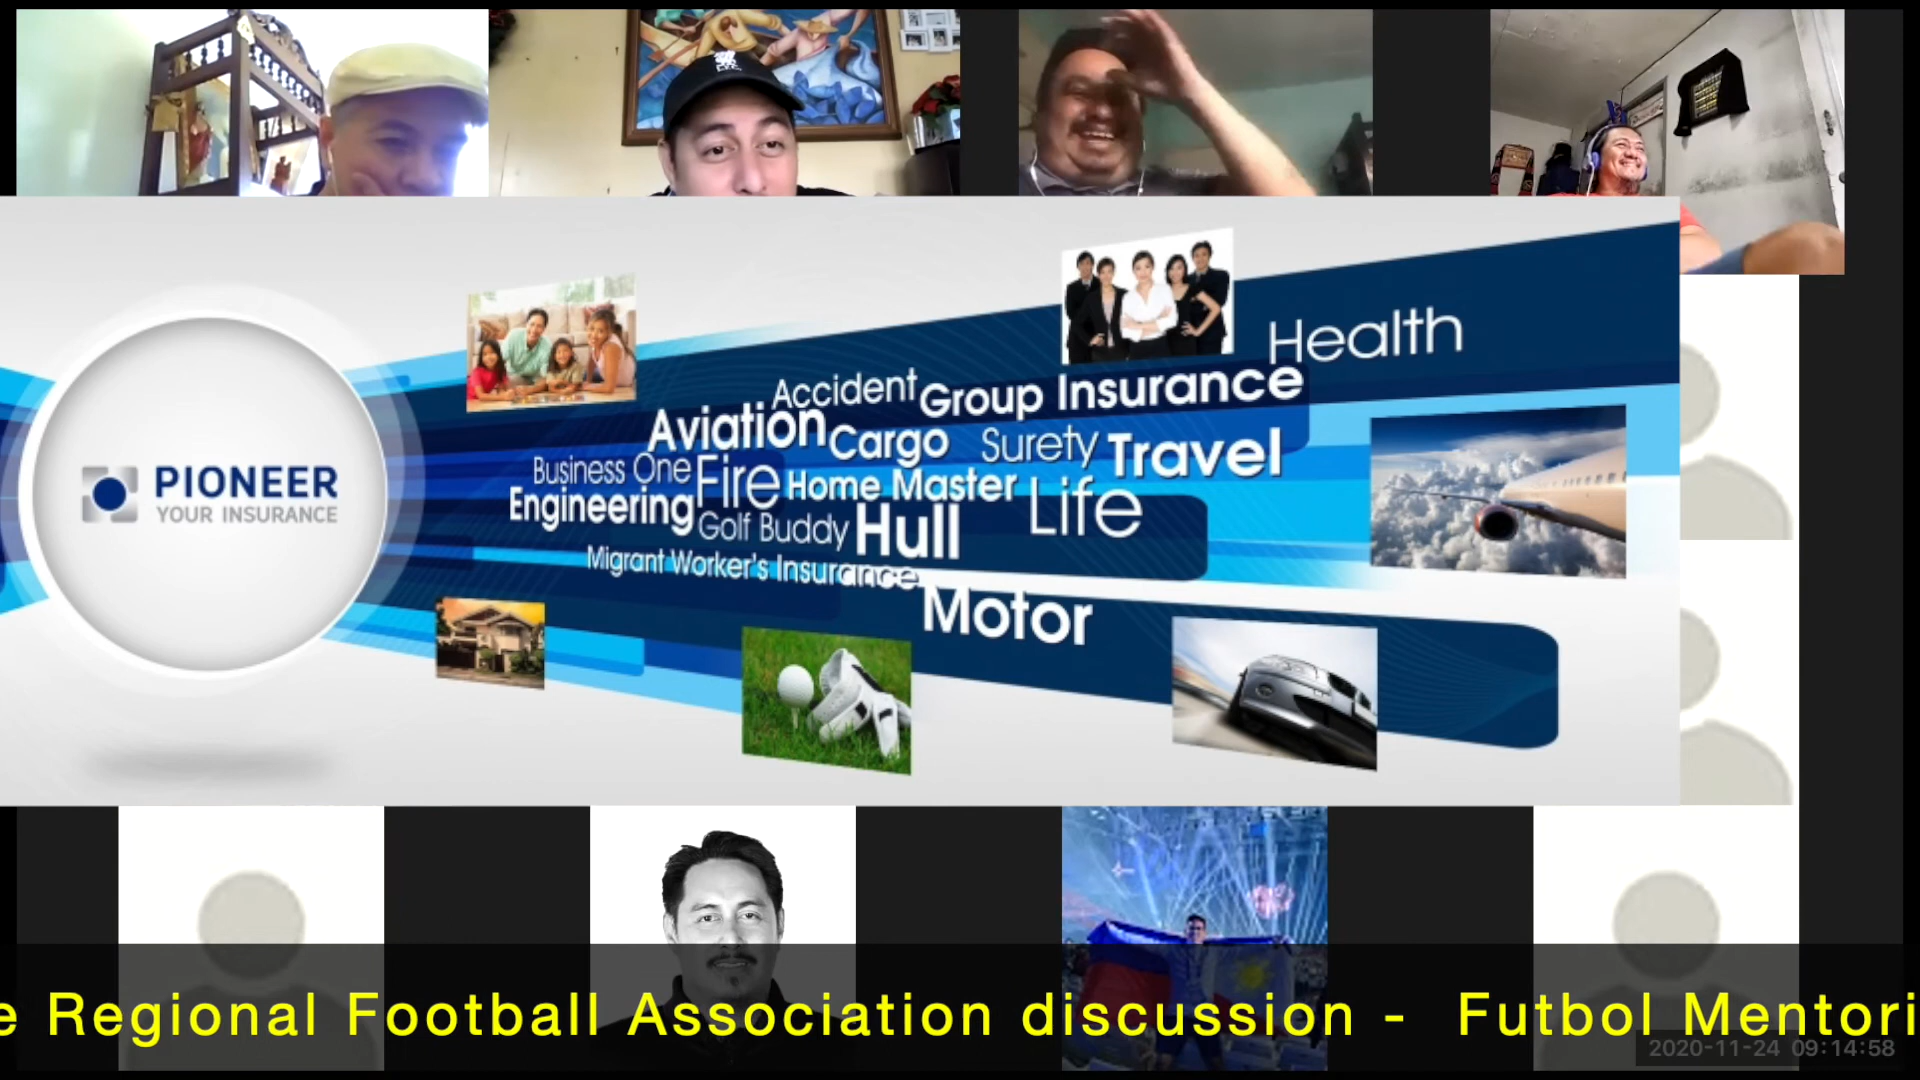 L.F.C.
Health
Accident
Group Insurance
Aviation
Cargo
Surety
Travel
Business One
Fire
Home Master
Life
Engineering
Golf Buddy
Hull
Migrant Worker's Insurance
Motor
PIONEER
YOUR INSURANCE
e Regional Football Association discussion - Futbol Mentori
2020-11-24 09:14:58